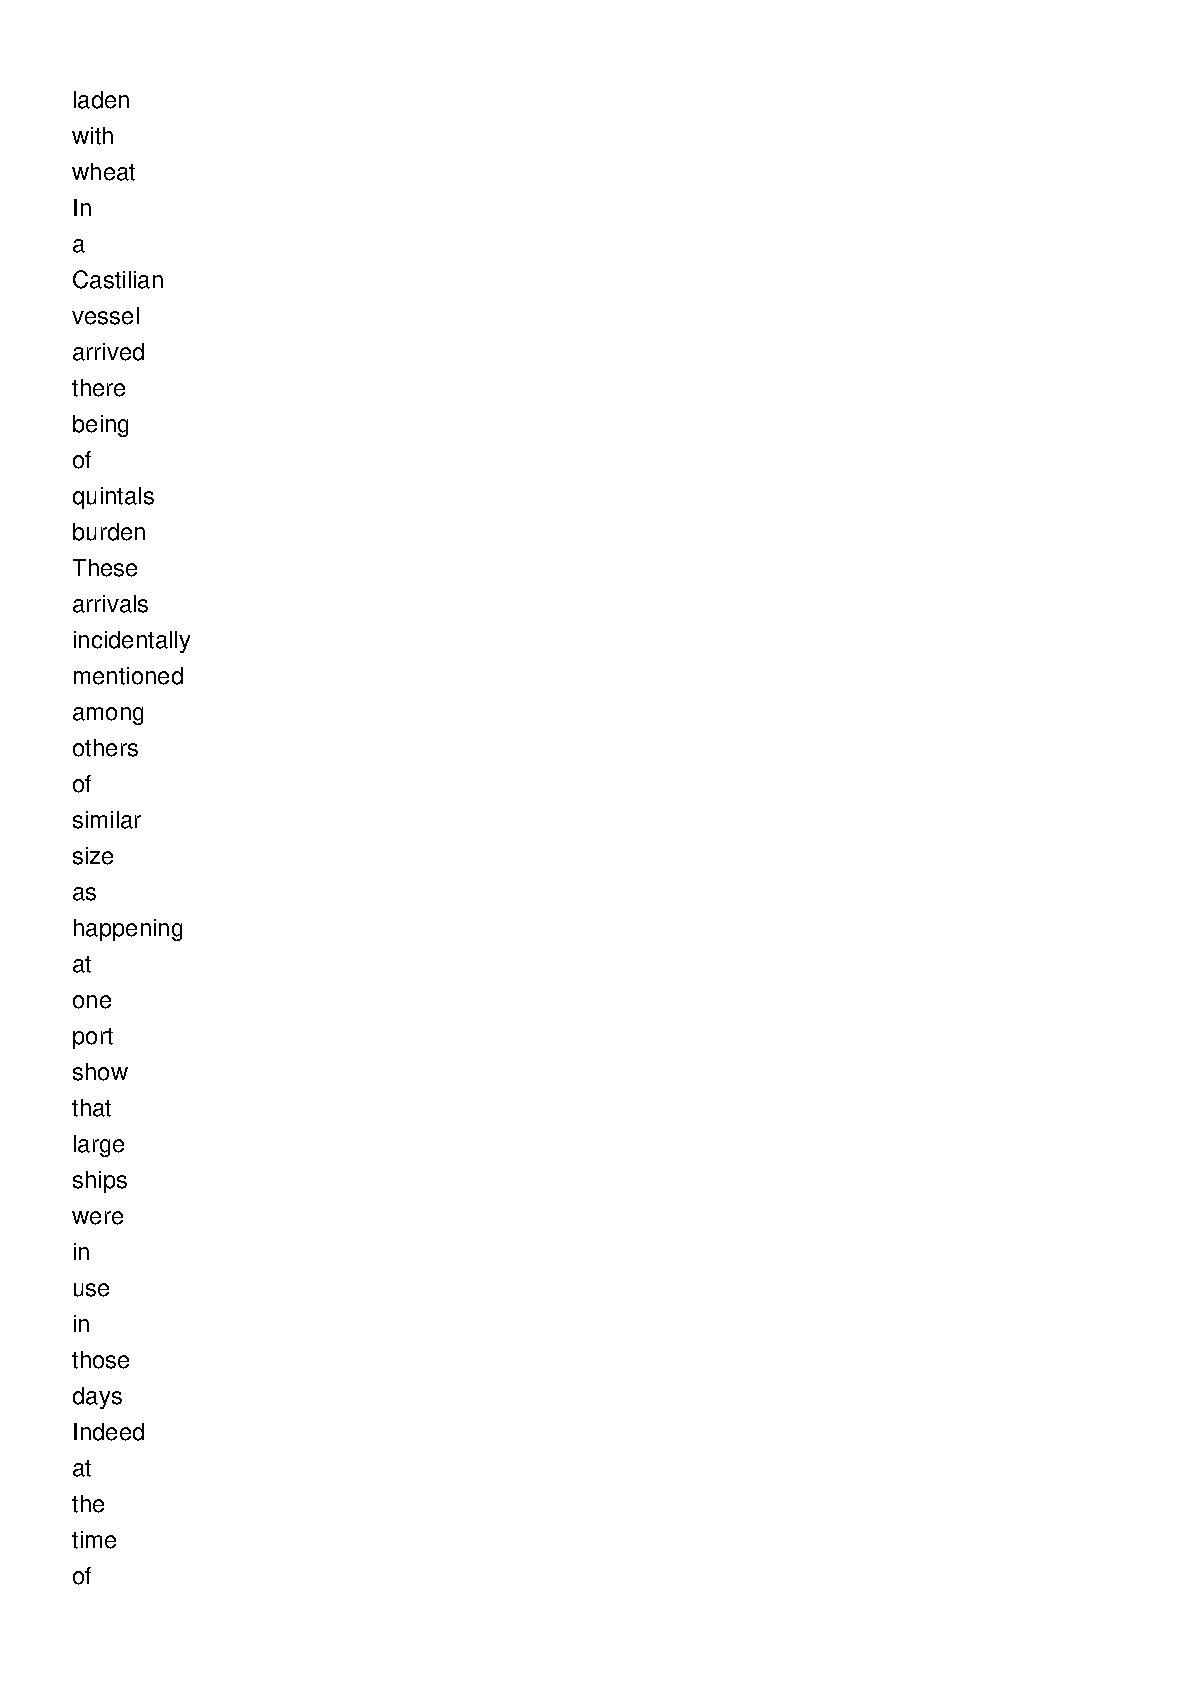 laden
with
wheat
In
a
Castilian
vessel
arrived
there
being
of
quintals
burden
These
arrivals
incidentally
mentioned
among
others
of
similar
size
as
happening
at
one
port
show
that
large
ships
were
in
use
in
those
days
Indeed
at
the
time
of